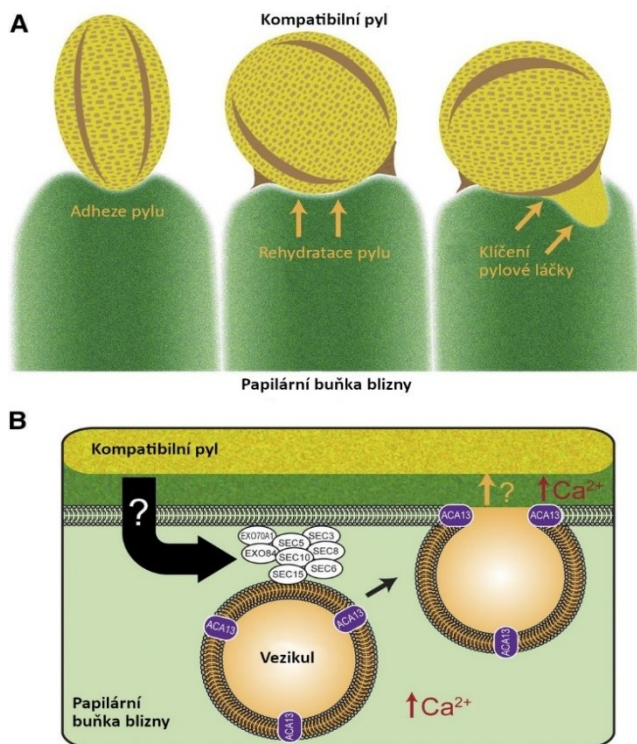 A
Kompatibilní pyl
Adheze pylu
Rehydratace pylu
Klíčení
pylové láčky
Papilární buňka blizny
B
Kompatibilní pyl
?
?
Ca²⁺
ACA13
ACA13
EXO70A1
SEC5
SEC3
EXO84
SEC10
SEC8
SEC15
SEC6
ACA13
ACA13
ACA13
Vezikul
ACA13
Papilární
buňka blizny
Ca²⁺